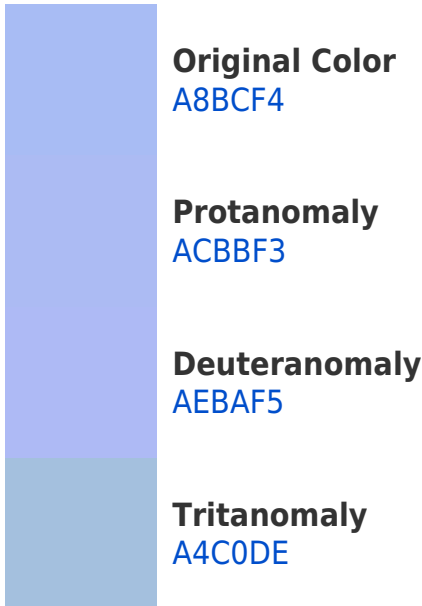 Original Color
A8BCF4
Protanomaly
ACBBF3
Deuteranomaly
AEBAF5
Tritanomaly
A4C0DE